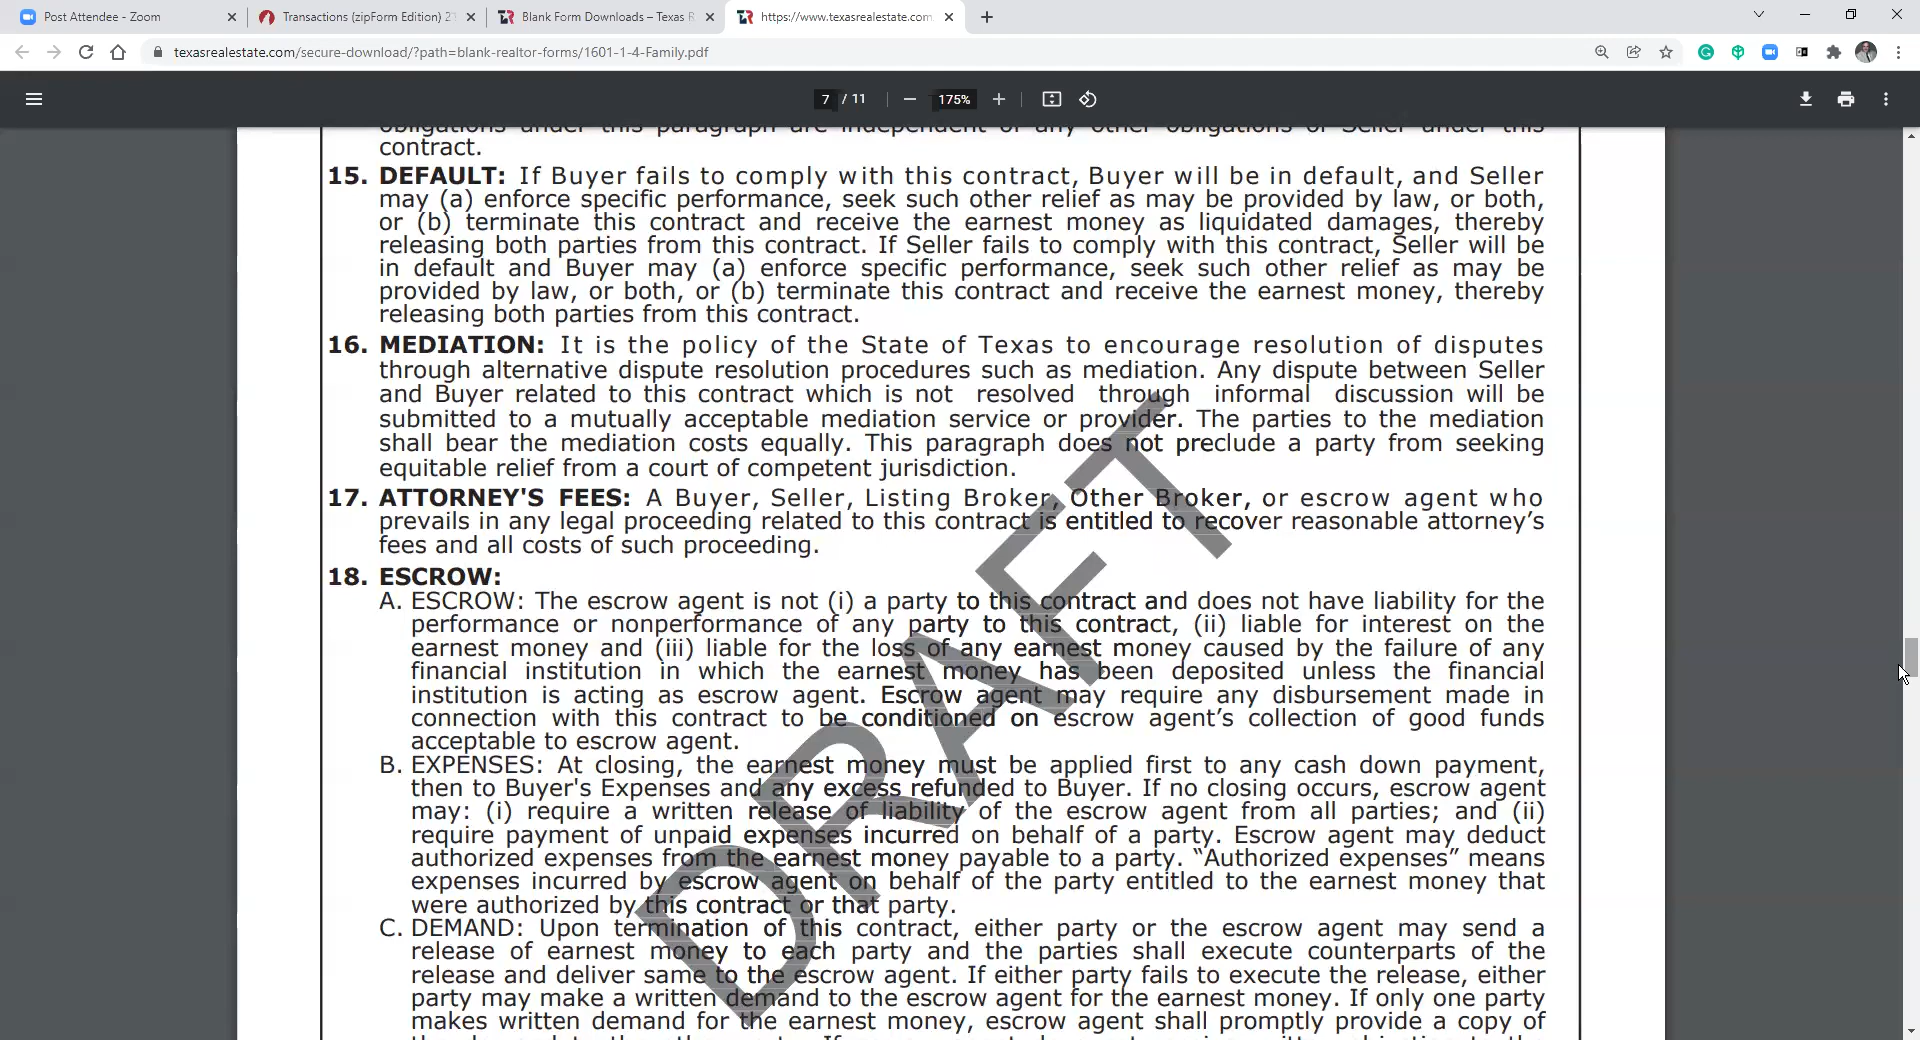 Post Attendee - Zoom
Transactions (zipForm Edition) 2
Blank Form Downloads – Texas R
https://www.texasrealestate.com
texasrealestate.com/secure-download/?path=blank-realtor-forms/1601-1-4-Family.pdf
7 / 11
175%
obligations under this paragraph are independent of any other obligations of Seller under this
contract.
15. DEFAULT: If Buyer fails to comply with this contract, Buyer will be in default, and Seller
may (a) enforce specific performance, seek such other relief as may be provided by law, or both,
or (b) terminate this contract and receive the earnest money as liquidated damages, thereby
releasing both parties from this contract. If Seller fails to comply with this contract, Seller will be
in default and Buyer may (a) enforce specific performance, seek such other relief as may be
provided by law, or both, or (b) terminate this contract and receive the earnest money, thereby
releasing both parties from this contract.
16. MEDIATION: It is the policy of the State of Texas to encourage resolution of disputes
through alternative dispute resolution procedures such as mediation. Any dispute between Seller
and Buyer related to this contract which is not resolved through informal discussion will be
submitted to a mutually acceptable mediation service or provider. The parties to the mediation
shall bear the mediation costs equally. This paragraph does not preclude a party from seeking
equitable relief from a court of competent jurisdiction.
17. ATTORNEY'S FEES: A Buyer, Seller, Listing Broker, Other Broker, or escrow agent who
prevails in any legal proceeding related to this contract is entitled to recover reasonable attorney’s
fees and all costs of such proceeding.
18. ESCROW:
A. ESCROW: The escrow agent is not (i) a party to this contract and does not have liability for the
performance or nonperformance of any party to this contract, (ii) liable for interest on the
earnest money and (iii) liable for the loss of any earnest money caused by the failure of any
financial institution in which the earnest money has been deposited unless the financial
institution is acting as escrow agent. Escrow agent may require any disbursement made in
connection with this contract to be conditioned on escrow agent’s collection of good funds
acceptable to escrow agent.
B. EXPENSES: At closing, the earnest money must be applied first to any cash down payment,
then to Buyer's Expenses and any excess refunded to Buyer. If no closing occurs, escrow agent
may: (i) require a written release of liability of the escrow agent from all parties; and (ii)
require payment of unpaid expenses incurred on behalf of a party. Escrow agent may deduct
authorized expenses from the earnest money payable to a party. “Authorized expenses” means
expenses incurred by escrow agent on behalf of the party entitled to the earnest money that
were authorized by this contract or that party.
C. DEMAND: Upon termination of this contract, either party or the escrow agent may send a
release of earnest money to each party and the parties shall execute counterparts of the
release and deliver same to the escrow agent. If either party fails to execute the release, either
party may make a written demand to the escrow agent for the earnest money. If only one party
makes written demand for the earnest money, escrow agent shall promptly provide a copy of
DRAFT